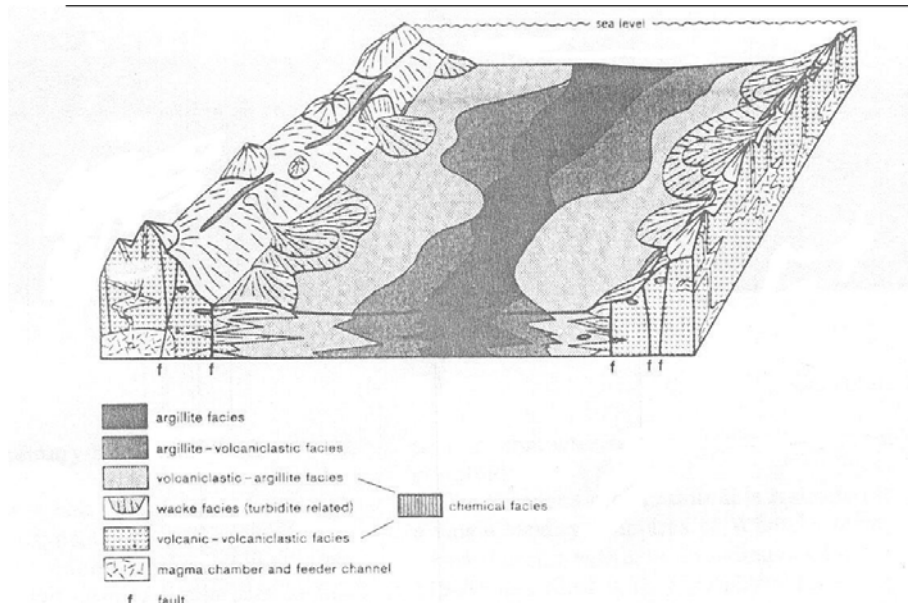 sea level
f f f f f
argillite facies
argillite – volcaniclastic facies
volcaniclastic – argillite facies
wacke facies (turbidite related)
chemical facies
volcanic – volcaniclastic facies
magma chamber and feeder channel
f fault